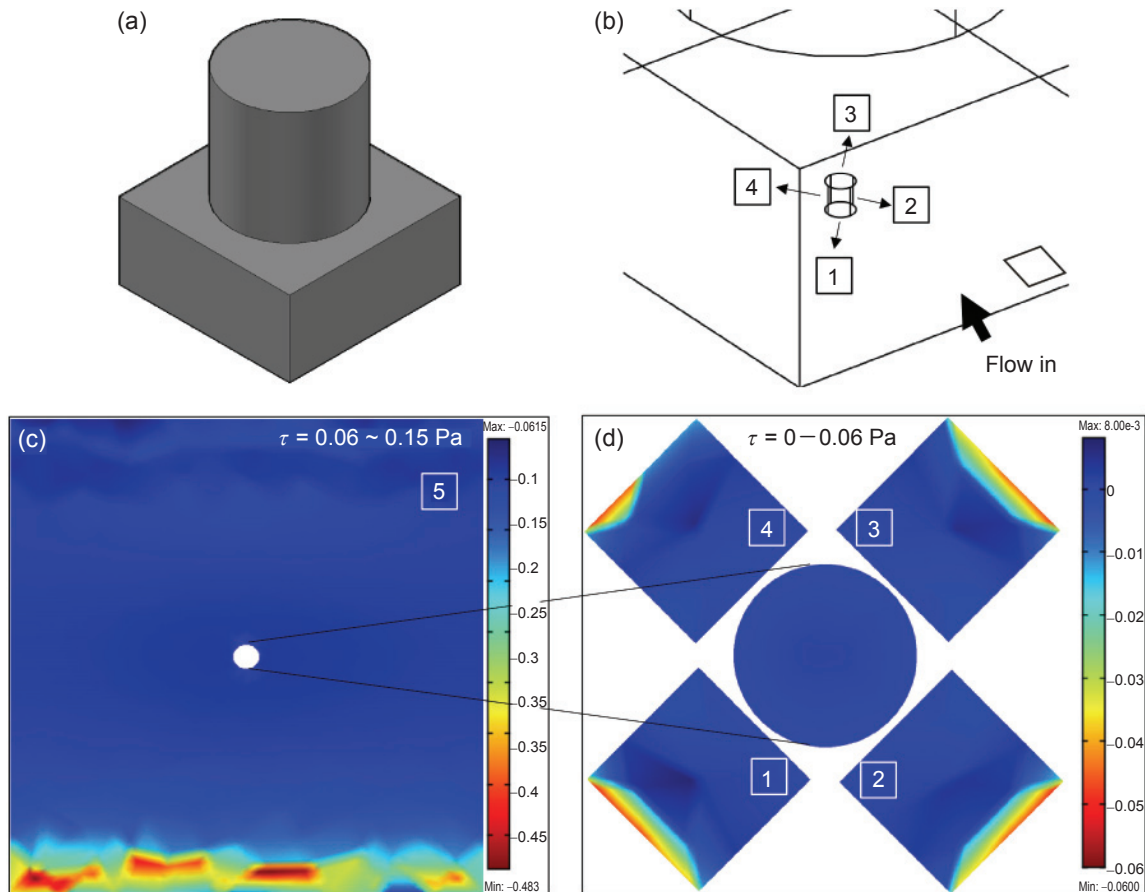 (a)
(b)
3
4
2
1
Flow in
(c)
τ = 0.06 ~ 0.15 Pa
5
Max: –0.0615
–0.1
–0.15
–0.2
–0.25
–0.3
–0.35
–0.4
–0.45
Min: –0.483
(d)
τ = 0–0.06 Pa
4
3
1
2
Max: 8.00e-3
0
–0.01
–0.02
–0.03
–0.04
–0.05
–0.06
Min: –0.0600